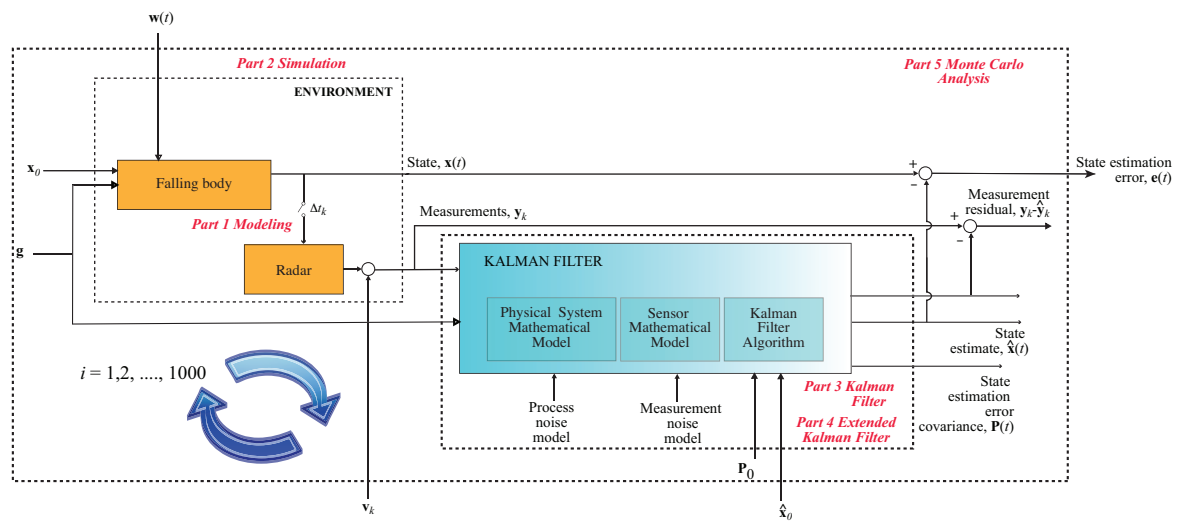 w(t)
Part 2 Simulation
Part 5 Monte Carlo
Analysis
ENVIRONMENT
x₀
Falling body
State, x(t)
+
−
State estimation
error, e(t)
Δtₖ
Part 1 Modeling
Measurements, yₖ
Measurement
residual, yₖ-ŷₖ
+
−
g
Radar
KALMAN FILTER
Physical System
Mathematical
Model
Sensor
Mathematical
Model
Kalman
Filter
Algorithm
State
estimate, x̂(t)
i = 1,2, ...., 1000
Process
noise model
Measurement
noise model
Part 3 Kalman
Filter
Part 4 Extended
Kalman Filter
State
estimation
error
covariance, P(t)
P₀
vₖ
x̂₀